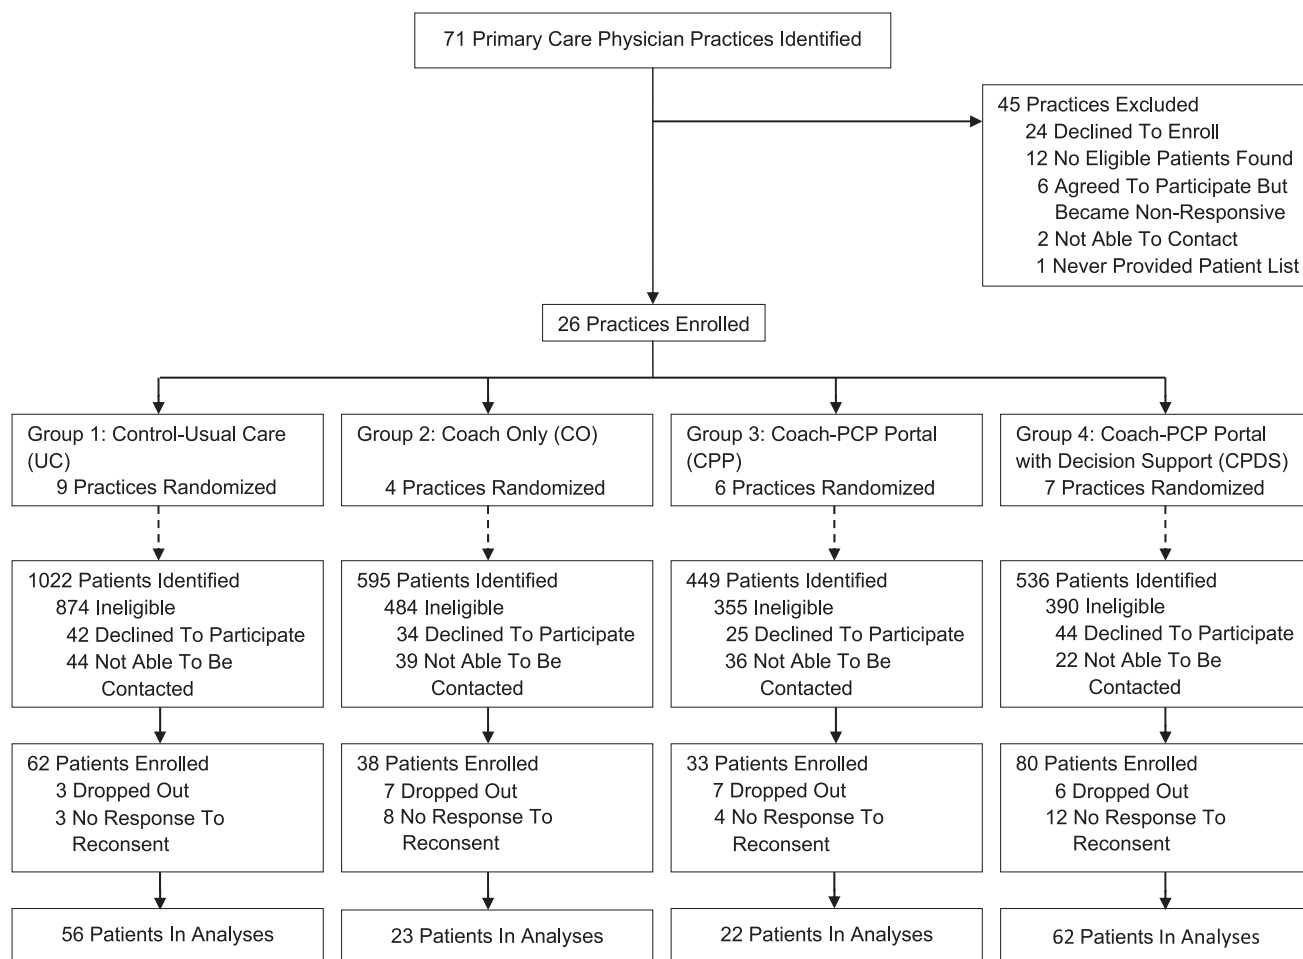 71 Primary Care Physician Practices Identified
45 Practices Excluded
24 Declined To Enroll
12 No Eligible Patients Found
6 Agreed To Participate But
Became Non-Responsive
2 Not Able To Contact
1 Never Provided Patient List
26 Practices Enrolled
Group 1: Control-Usual Care
(UC)
9 Practices Randomized
Group 2: Coach Only (CO)
4 Practices Randomized
Group 3: Coach-PCP Portal
(CPP)
6 Practices Randomized
Group 4: Coach-PCP Portal
with Decision Support (CPDS)
7 Practices Randomized
1022 Patients Identified
874 Ineligible
42 Declined To Participate
44 Not Able To Be
Contacted
595 Patients Identified
484 Ineligible
34 Declined To Participate
39 Not Able To Be
Contacted
449 Patients Identified
355 Ineligible
25 Declined To Participate
36 Not Able To Be
Contacted
536 Patients Identified
390 Ineligible
44 Declined To Participate
22 Not Able To Be
Contacted
62 Patients Enrolled
3 Dropped Out
3 No Response To
Reconsent
38 Patients Enrolled
7 Dropped Out
8 No Response To
Reconsent
33 Patients Enrolled
7 Dropped Out
4 No Response To
Reconsent
80 Patients Enrolled
6 Dropped Out
12 No Response To
Reconsent
56 Patients In Analyses
23 Patients In Analyses
22 Patients In Analyses
62 Patients In Analyses